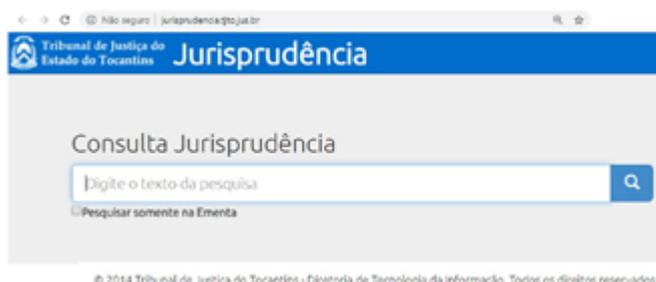 Não seguro | jurisprudencia.tjto.jus.br
Tribunal de Justiça do
Estado do Tocantins
Jurisprudência
Consulta Jurisprudência
Digite o texto da pesquisa
Pesquisar somente na Ementa
© 2014 Tribunal de Justiça do Tocantins - Diretoria de Tecnologia da Informação. Todos os direitos reservados